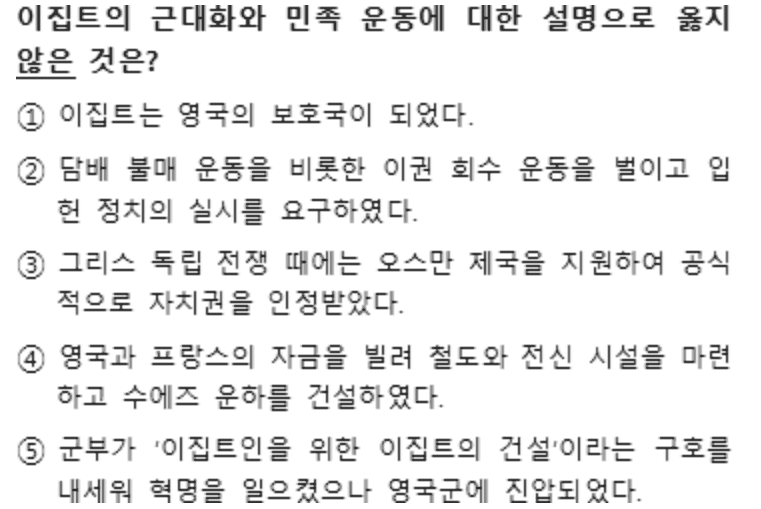 이집트의 근대화와 민족 운동에 대한 설명으로 옳지
않은 것은?
① 이집트는 영국의 보호국이 되었다.
② 담배 불매 운동을 비롯한 이권 회수 운동을 벌이고 입
헌 정치의 실시를 요구하였다.
③ 그리스 독립 전쟁 때에는 오스만 제국을 지원하여 공식
적으로 자치권을 인정받았다.
④ 영국과 프랑스의 자금을 빌려 철도와 전신 시설을 마련
하고 수에즈 운하를 건설하였다.
⑤ 군부가 '이집트인을 위한 이집트의 건설'이라는 구호를
내세워 혁명을 일으켰으나 영국군에 진압되었다.